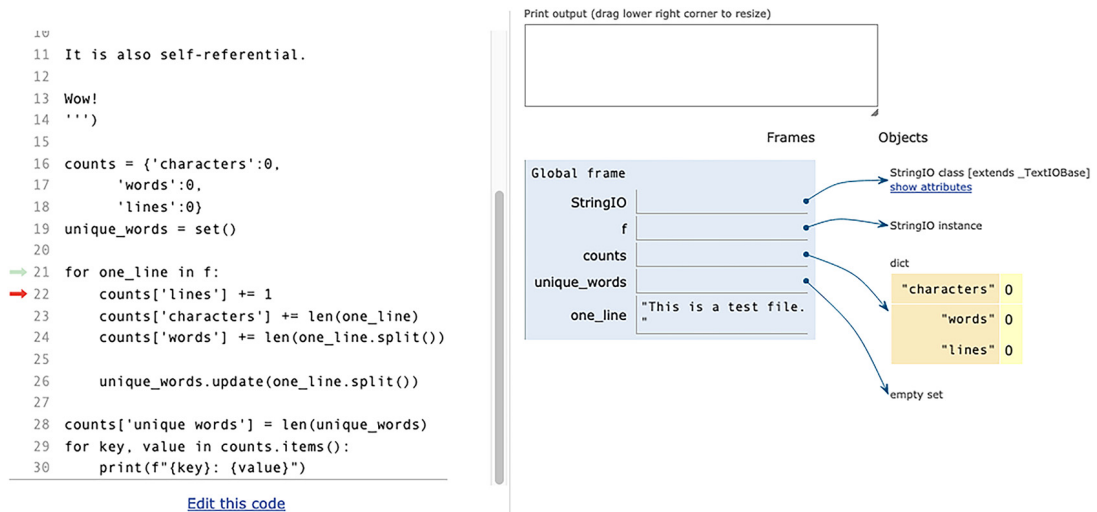 10
11 It is also self-referential.
12
13 Wow!
14 ''')
15
16 counts = {'characters':0,
17       'words':0,
18       'lines':0}
19 unique_words = set()
20
21 for one_line in f:
22     counts['lines'] += 1
23     counts['characters'] += len(one_line)
24     counts['words'] += len(one_line.split())
25
26     unique_words.update(one_line.split())
27
28 counts['unique words'] = len(unique_words)
29 for key, value in counts.items():
30     print(f"{key}: {value}")
Edit this code
Print output (drag lower right corner to resize)
Frames Objects
Global frame
StringIO
f
counts
unique_words
one_line "This is a test file.
"
StringIO class [extends _TextIOBase]
show attributes
StringIO instance
dict
"characters" 0
"words" 0
"lines" 0
empty set